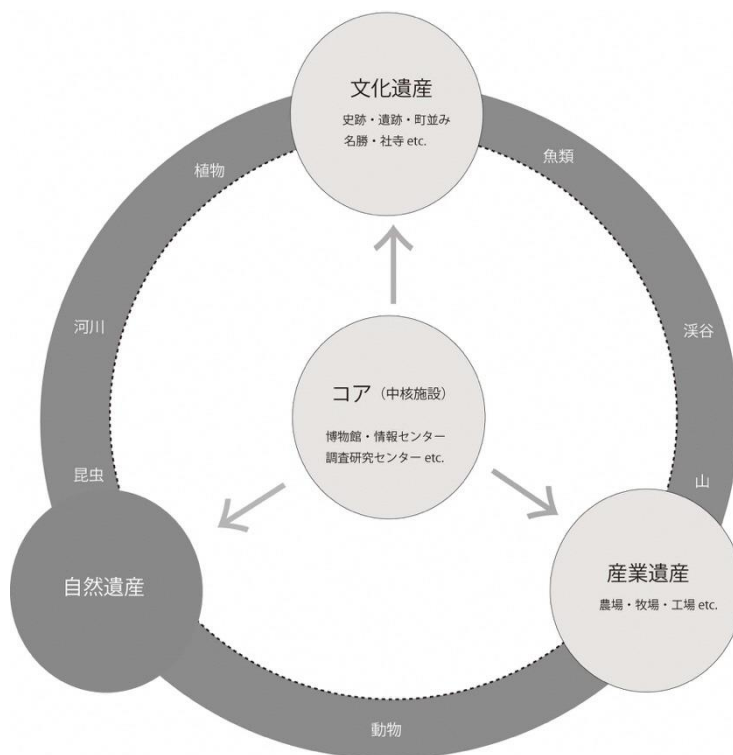 文化遺産
史跡・遺跡・町並み
名勝・社寺 etc.
植物
魚類
河川
渓谷
コア（中核施設）
博物館・情報センター
調査研究センター etc.
昆虫
山
自然遺産
産業遺産
農場・牧場・工場 etc.
動物